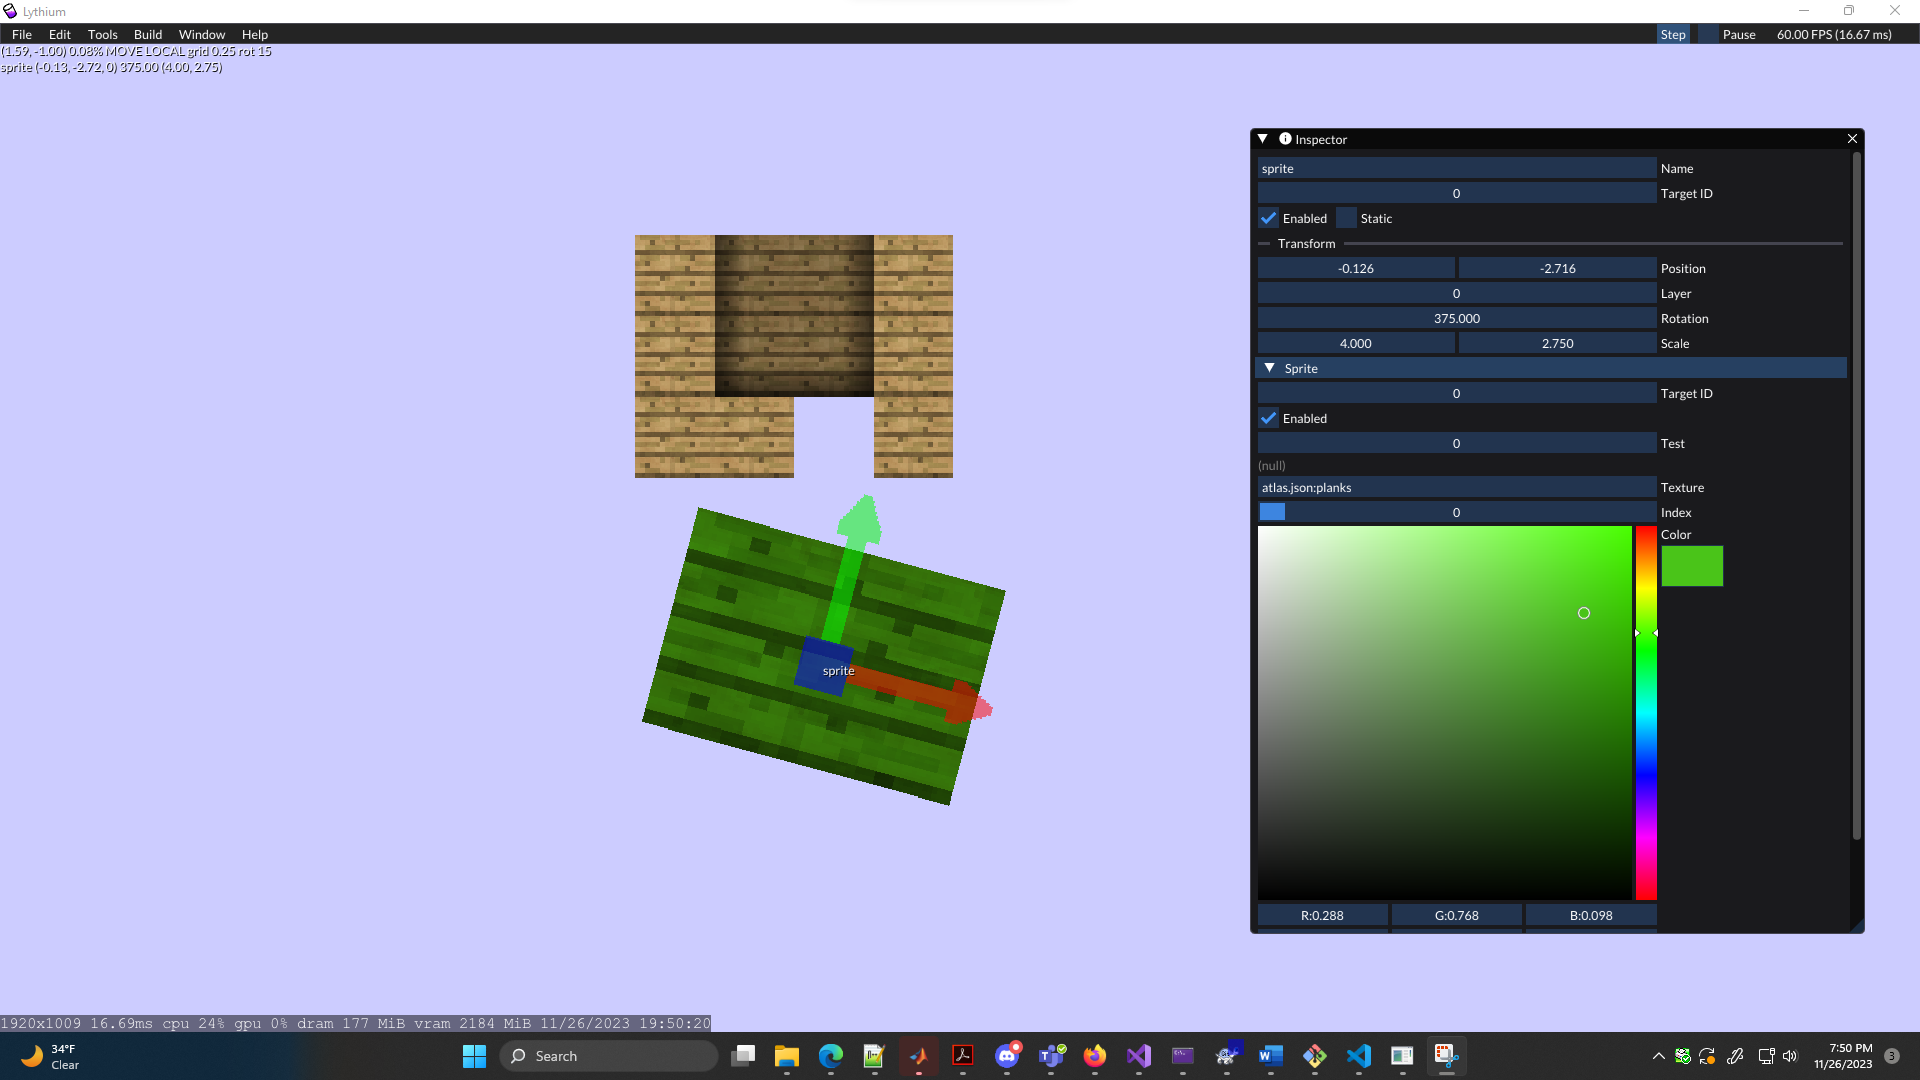 Lythium
File Edit Tools Build Window Help
Step Pause 60.00 FPS (16.67 ms)
(1.59, -1.00) 0.08% MOVE LOCAL grid 0.25 rot 15
sprite (-0.13, -2.72, 0) 375.00 (4.00, 2.75)
Inspector
sprite Name
0 Target ID
Enabled Static
Transform
-0.126 -2.716 Position
0 Layer
375.000 Rotation
4.000 2.750 Scale
Sprite
0 Target ID
Enabled
0 Test
(null)
atlas.json:planks Texture
0 Index
Color
R:0.288 G:0.768 B:0.098
sprite
1920x1009 16.69ms cpu 24% gpu 0% dram 177 MiB vram 2184 MiB 11/26/2023 19:50:20
34°F
Clear
Search
7:50 PM
11/26/2023
3